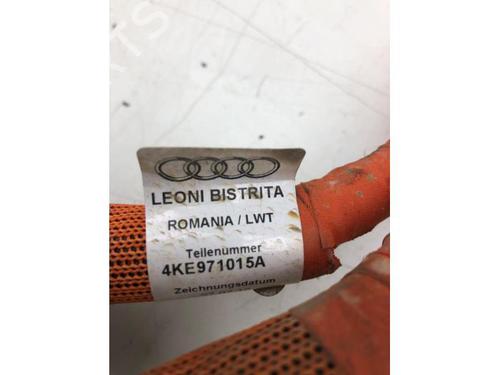 LEONI BISTRITA
ROMANIA / LWT
Teilenummer
4KE971015A
Zeichnungsdatum